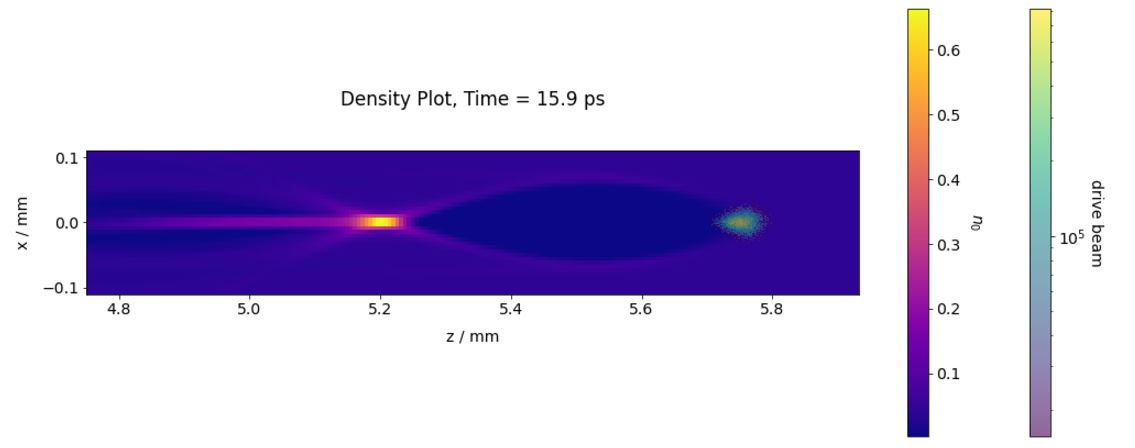 Density Plot, Time = 15.9 ps
x / mm
0.1
0.0
−0.1
4.8 5.0 5.2 5.4 5.6 5.8
z / mm
0.6
0.5
0.4
0.3
0.2
0.1
n₀
10⁵
drive beam